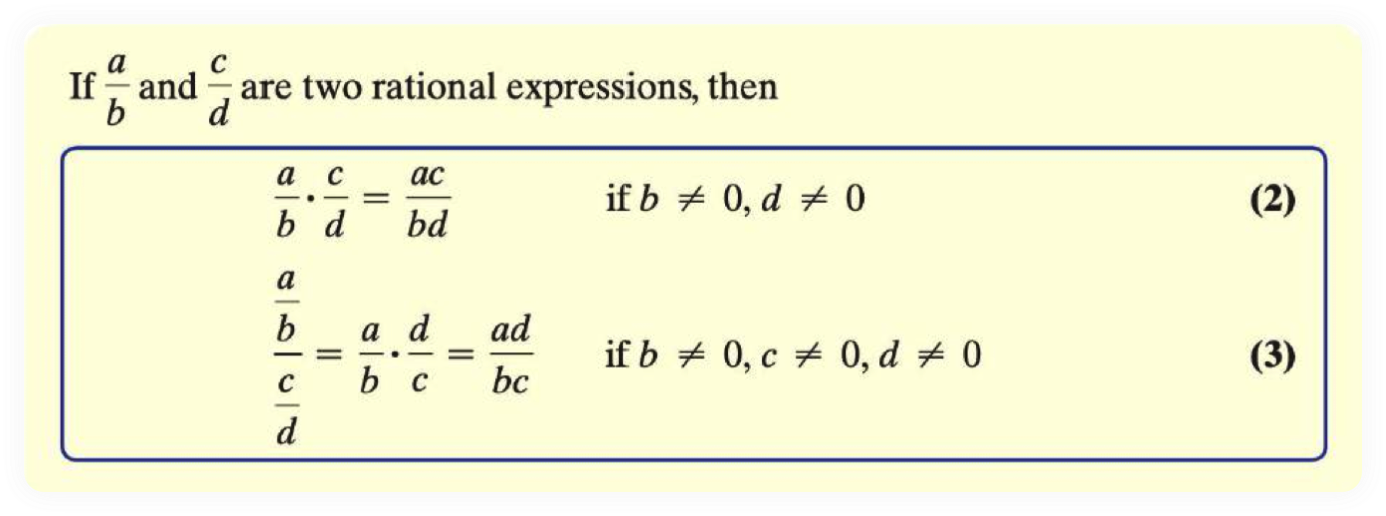 If $\frac{a}{b}$ and $\frac{c}{d}$ are two rational expressions, then
$\frac{a}{b} \cdot \frac{c}{d} = \frac{ac}{bd}$ if $b \neq 0, d \neq 0$ (2)
$\frac{\frac{a}{b}}{\frac{c}{d}} = \frac{a}{b} \cdot \frac{d}{c} = \frac{ad}{bc}$ if $b \neq 0, c \neq 0, d \neq 0$ (3)